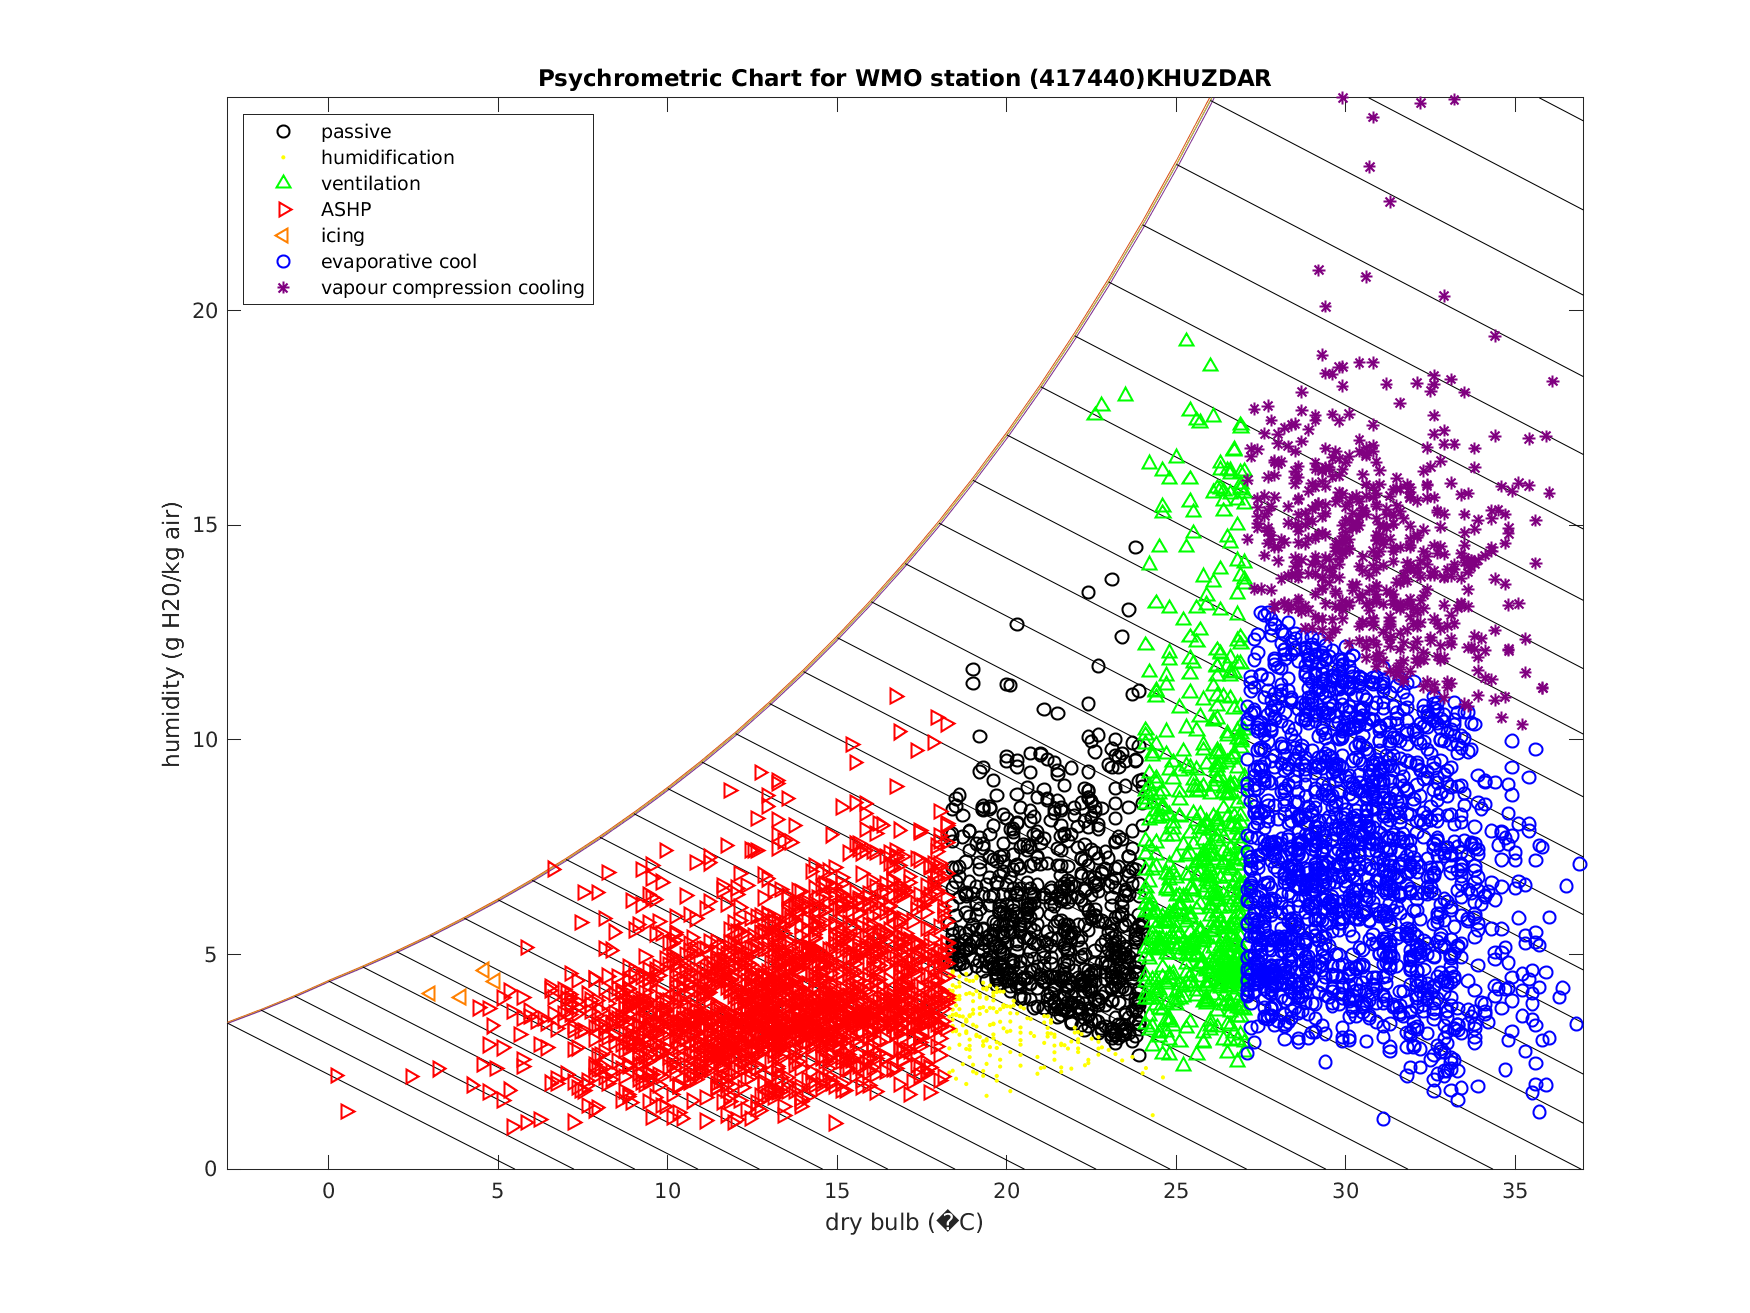 Psychrometric Chart for WMO station (417440)KHUZDAR
passive
humidification
ventilation
ASHP
icing
evaporative cool
vapour compression cooling
humidity (g H20/kg air)
20
15
10
5
0
0 5 10 15 20 25 30 35
dry bulb (�C)